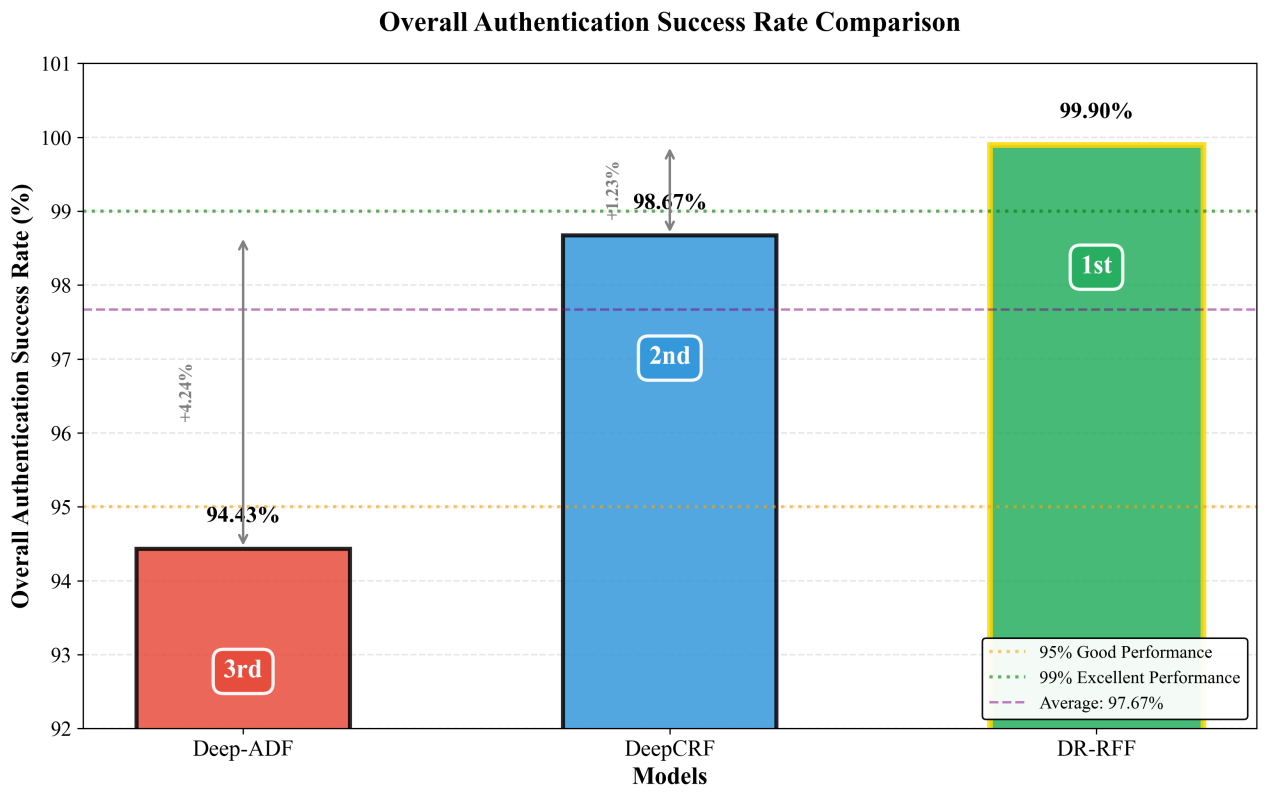 Overall Authentication Success Rate Comparison
Overall Authentication Success Rate (%)
101
100
99
98
97
96
95
94
93
92
+4.24%
94.43%
3rd
+1.23%
98.67%
2nd
99.90%
1st
95% Good Performance
99% Excellent Performance
Average: 97.67%
Deep-ADF
DeepCRF
DR-RFF
Models